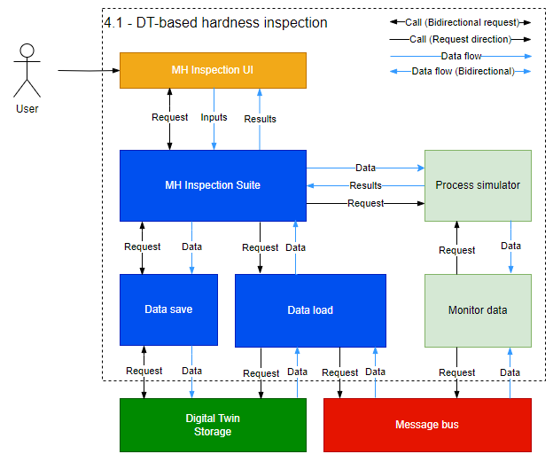 4.1 - DT-based hardness inspection
Call (Bidirectional request)
Call (Request direction)
Data flow
Data flow (Bidirectional)
User
MH Inspection UI
Request
Inputs
Results
MH Inspection Suite
Data
Results
Request
Process simulator
Request
Data
Request
Data
Request
Data
Data save
Data load
Monitor data
Request
Data
Request
Data
Request
Data
Request
Data
Digital Twin
Storage
Message bus